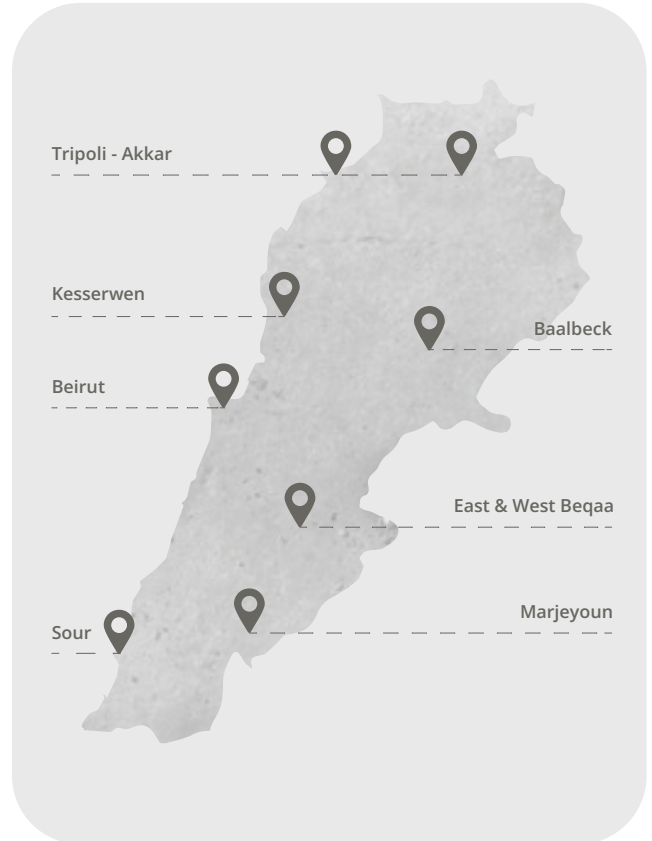 Tripoli - Akkar
Kesserwen
Baalbeck
Beirut
East & West Beqaa
Marjeyoun
Sour